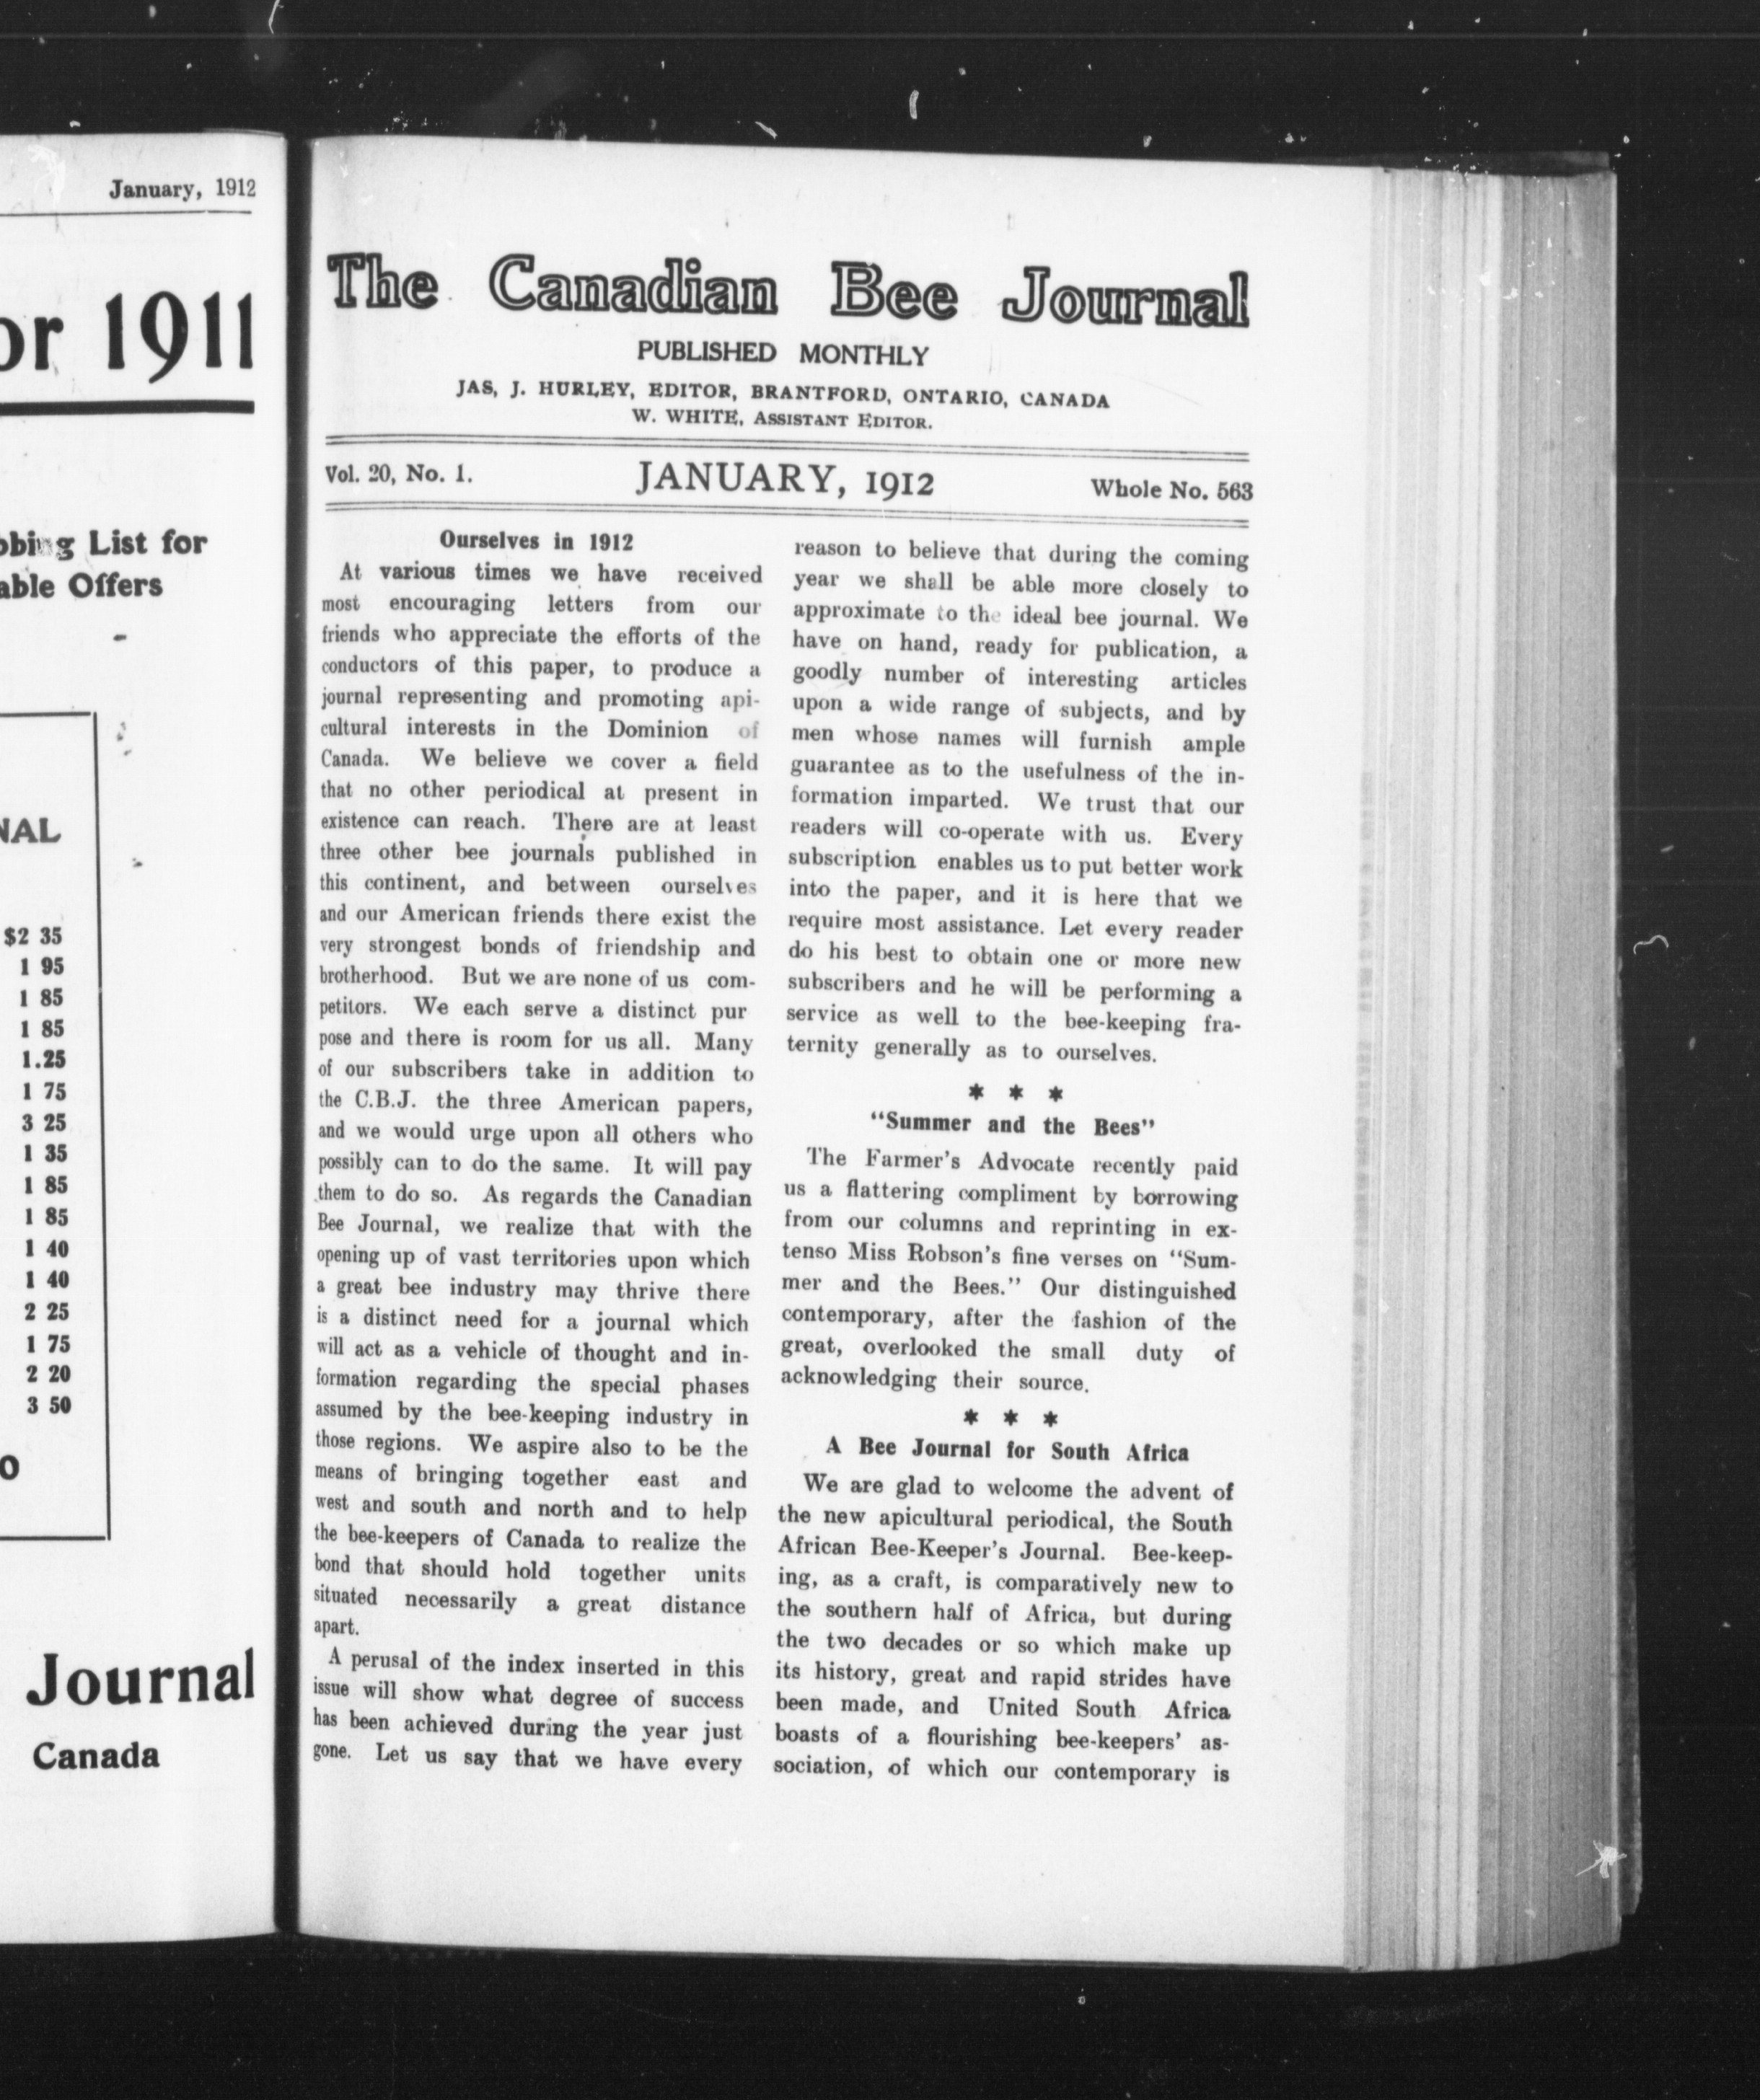 January, 1912
or 1911
List for
able Offers
NAL
$2 35
1 95
1 85
1 85
1.25
1 75
3 25
1 35
1 85
1 85
1 40
1 40
2 25
1 75
2 20
3 50
O
Journal
Canada
The Canadian Bee Journal
PUBLISHED MONTHLY
JAS, J. HURLEY, EDITOR, BRANTFORD, ONTARIO, CANADA
W. WHITE, ASSISTANT EDITOR.
Vol. 20, No. 1. JANUARY, 1912 Whole No. 563
Ourselves in 1912
At various times we have received
most encouraging letters from our
friends who appreciate the efforts of the
conductors of this paper, to produce a
journal representing and promoting api-
cultural interests in the Dominion of
Canada. We believe we cover a field
that no other periodical at present in
existence can reach. There are at least
three other bee journals published in
this continent, and between ourselves
and our American friends there exist the
very strongest bonds of friendship and
brotherhood. But we are none of us com-
petitors. We each serve a distinct pur
pose and there is room for us all. Many
of our subscribers take in addition to
the C.B.J. the three American papers,
and we would urge upon all others who
possibly can to do the same. It will pay
them to do so. As regards the Canadian
Bee Journal, we realize that with the
opening up of vast territories upon which
a great bee industry may thrive there
is a distinct need for a journal which
will act as a vehicle of thought and in-
formation regarding the special phases
assumed by the bee-keeping industry in
those regions. We aspire also to be the
means of bringing together east and
west and south and north and to help
the bee-keepers of Canada to realize the
bond that should hold together units
situated necessarily a great distance
apart.
A perusal of the index inserted in this
issue will show what degree of success
has been achieved during the year just
gone. Let us say that we have every
reason to believe that during the coming
year we shall be able more closely to
approximate to the ideal bee journal. We
have on hand, ready for publication, a
goodly number of interesting articles
upon a wide range of subjects, and by
men whose names will furnish ample
guarantee as to the usefulness of the in-
formation imparted. We trust that our
readers will co-operate with us. Every
subscription enables us to put better work
into the paper, and it is here that we
require most assistance. Let every reader
do his best to obtain one or more new
subscribers and he will be performing a
service as well to the bee-keeping fra-
ternity generally as to ourselves.
* * *
"Summer and the Bees"
The Farmer's Advocate recently paid
us a flattering compliment by borrowing
from our columns and reprinting in ex-
tenso Miss Robson's fine verses on "Sum-
mer and the Bees." Our distinguished
contemporary, after the fashion of the
great, overlooked the small duty of
acknowledging their source.
* * *
A Bee Journal for South Africa
We are glad to welcome the advent of
the new apicultural periodical, the South
African Bee-Keeper's Journal. Bee-keep-
ing, as a craft, is comparatively new to
the southern half of Africa, but during
the two decades or so which make up
its history, great and rapid strides have
been made, and United South Africa
boasts of a flourishing bee-keepers' as-
sociation, of which our contemporary is